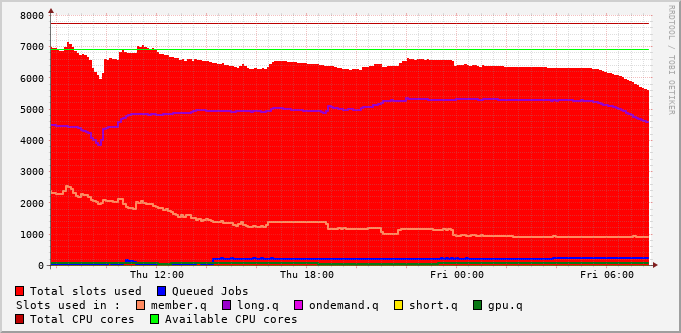 8000
7000
6000
5000
4000
3000
2000
1000
0
Thu 12:00 Thu 18:00 Fri 00:00 Fri 06:00
Total slots used Queued Jobs
Slots used in : member.q long.q ondemand.q short.q gpu.q
Total CPU cores Available CPU cores
RRDTOOL / TOBI OETIKER